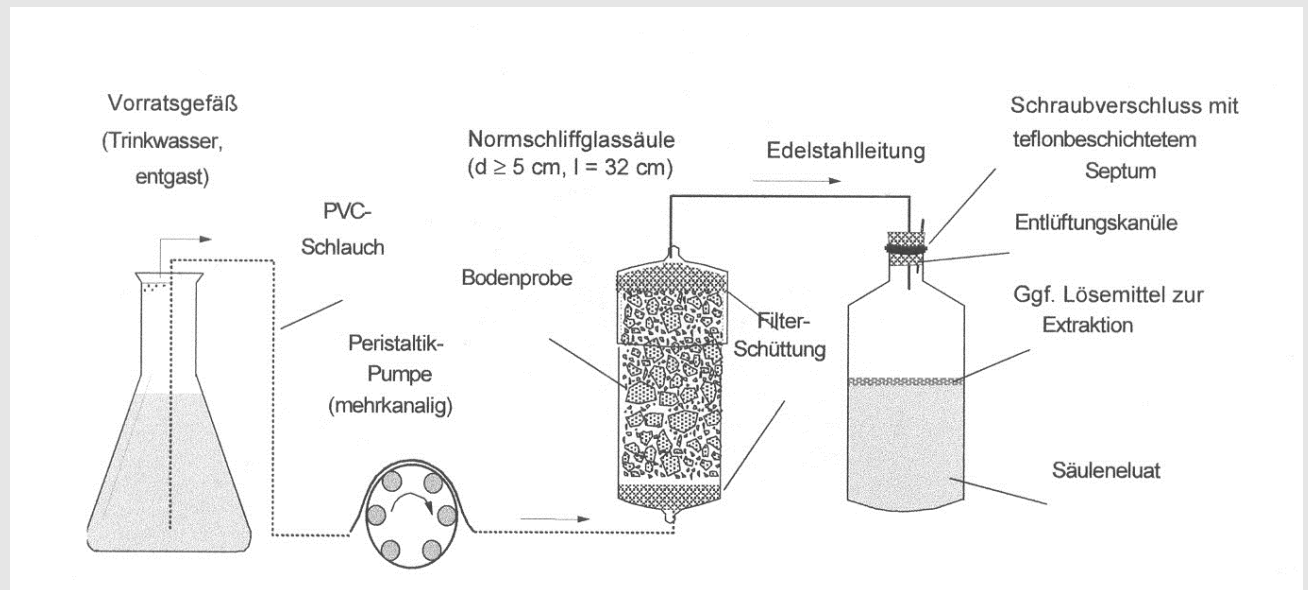 Vorratsgefäß
(Trinkwasser,
entgast)
PVC-
Schlauch
Peristaltik-
Pumpe
(mehrkanalig)
Normschliffglassäule
(d ≥ 5 cm, l = 32 cm)
Bodenprobe
Filter-
Schüttung
Edelstahlleitung
Schraubverschluss mit
teflonbeschichtetem
Septum
Entlüftungskanüle
Ggf. Lösemittel zur
Extraktion
Säuleneluat